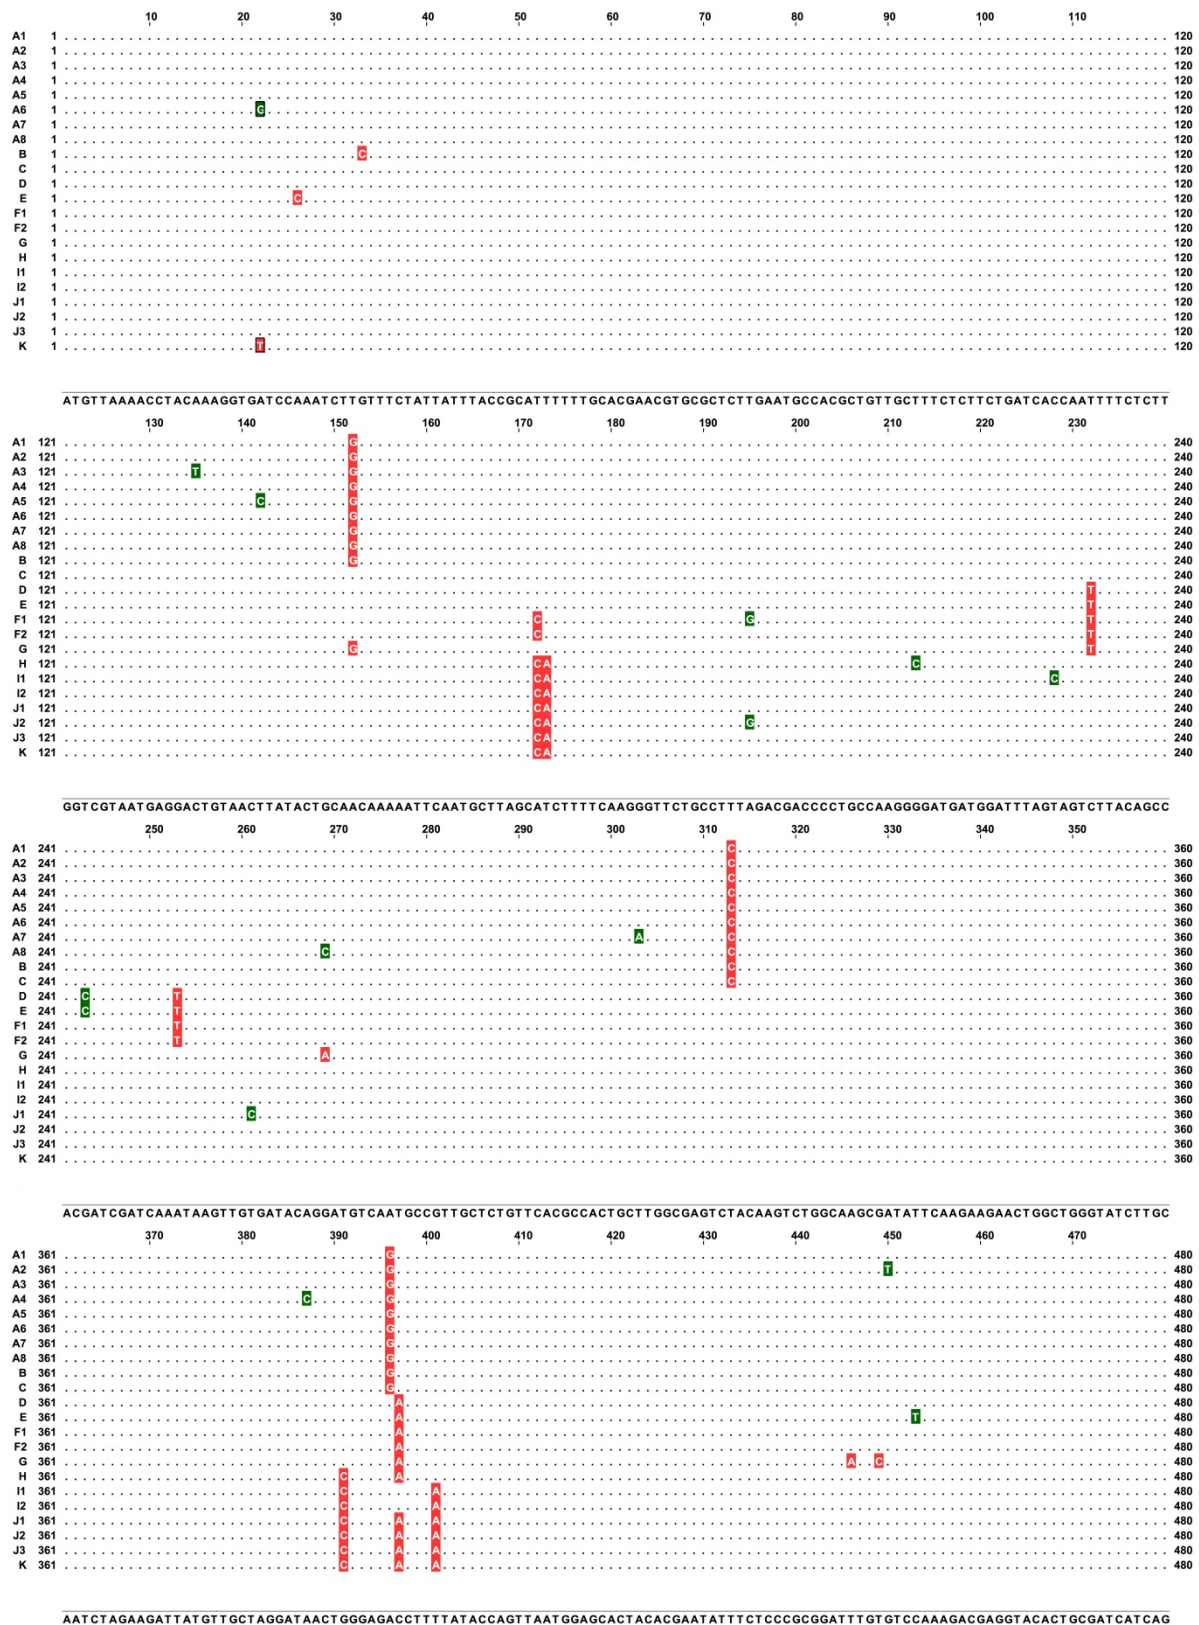 10 20 30 40 50 60 70 80 90 100 110
A1 1 120
A2 1 120
A3 1 120
A4 1 120
A5 1 120
A6 1 G 120
A7 1 120
A8 1 120
B 1 C 120
C 1 120
D 1 120
E 1 C 120
F1 1 120
F2 1 120
G 1 120
H 1 120
I1 1 120
I2 1 120
J1 1 120
J2 1 120
J3 1 120
K 1 T 120
ATGTTAAAACCTACAAAGGTGATCCAAATCTTGTTTCTATTATTTACCGCATTTTTTGCACGAACGTGCGCTCTTGAATGCCACGCTGTTGCTTTCTCTTCTGATCACCAATTTTCTCTT
130 140 150 160 170 180 190 200 210 220 230
A1 121 G 240
A2 121 G 240
A3 121 T G 240
A4 121 G 240
A5 121 C G 240
A6 121 G 240
A7 121 G 240
A8 121 G 240
B 121 G 240
C 121 240
D 121 T 240
E 121 T 240
F1 121 C G T 240
F2 121 C T 240
G 121 G T 240
H 121 CA C 240
I1 121 CA C 240
I2 121 CA 240
J1 121 CA 240
J2 121 CA G 240
J3 121 CA 240
K 121 CA 240
GGTCGTAATGAGGACTGTAACTTATACTGCAACAAAAATTCAATGCTTAGCATCTTTTCAAGGGTTCTGCCTTTAGACGACCCCTGCCAAGGGGATGATGGATTTAGTAGTCTTACAGCC
250 260 270 280 290 300 310 320 330 340 350
A1 241 C 360
A2 241 C 360
A3 241 C 360
A4 241 C 360
A5 241 C 360
A6 241 C 360
A7 241 A C 360
A8 241 C C 360
B 241 C 360
C 241 C 360
D 241 C T 360
E 241 C T 360
F1 241 T 360
F2 241 T 360
G 241 A 360
H 241 360
I1 241 360
I2 241 360
J1 241 C 360
J2 241 360
J3 241 360
K 241 360
ACGATCGATCAAATAAGTTGTGATACAGGATGTCAATGCCGTTGCTCTGTTCACGCCACTGCTTGGCGAGTCTACAAGTCTGGCAAGCGATATTCAAGAAGAACTGGCTGGGTATCTTGC
370 380 390 400 410 420 430 440 450 460 470
A1 361 G 480
A2 361 G T 480
A3 361 G 480
A4 361 C G 480
A5 361 G 480
A6 361 G 480
A7 361 G 480
A8 361 G 480
B 361 G 480
C 361 G 480
D 361 A 480
E 361 A T 480
F1 361 A 480
F2 361 A 480
G 361 A A C 480
H 361 C A 480
I1 361 C A 480
I2 361 C A 480
J1 361 C A A 480
J2 361 C A A 480
J3 361 C A A 480
K 361 C A A 480
AATCTAGAAGATTATGTTGCTAGGATAACTGGGAGACCTTTTATACCAGTTAATGGAGCACTACACGAATATTTCTCCCGCGGATTTGTGTCCAAAGACGAGGTACACTGCGATCATCAG